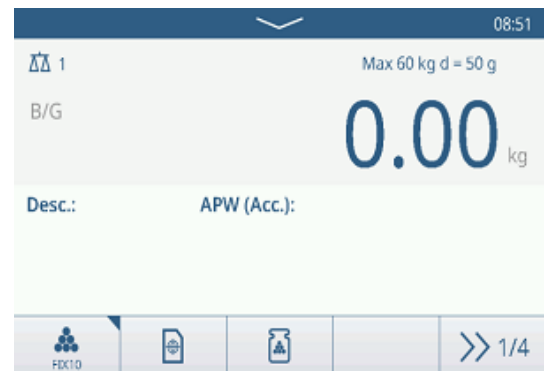 08:51
1 Max 60 kg d = 50 g
B/G
0.00 kg
Desc.: APW (Acc.):
FIX10 1/4